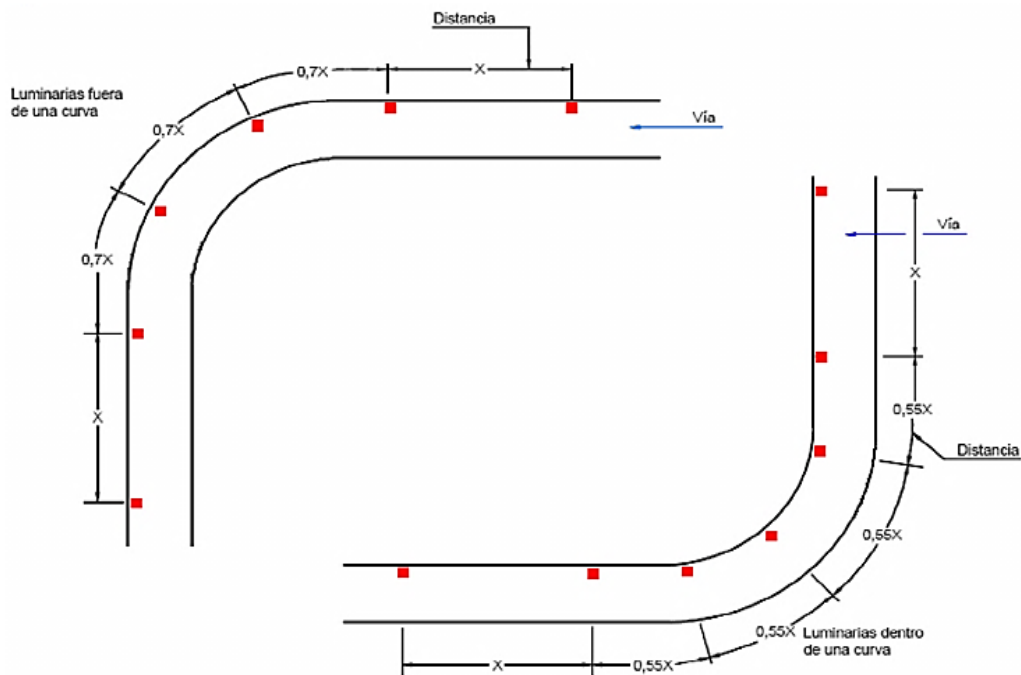 Distancia
0,7X
X
Luminarias fuera
de una curva
0,7X
Vía
0,7X
X
Vía
X
0,55X
Distancia
0,55X
0,55X
Luminarias dentro
de una curva
X
0,55X